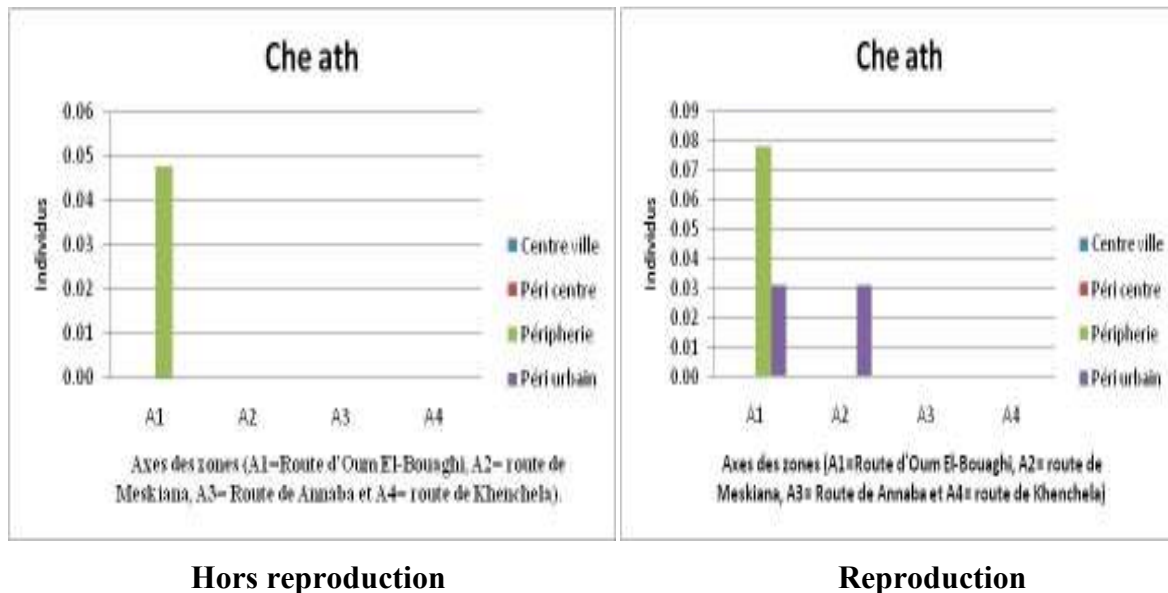 Che ath
0.06
0.05
0.04
0.03
0.02
0.01
0.00
Individus
A1 A2 A3 A4
Centre ville
Péri centre
Péripherie
Péri urbain
Axes des zones (A1=Route d'Oum El-Bouaghi, A2= route de
Meskiana, A3= Route de Annaba et A4= route de Khenchela).
Che ath
0.09
0.08
0.07
0.06
0.05
0.04
0.03
0.02
0.01
0.00
Individus
A1 A2 A3 A4
Centre ville
Péri centre
Péripherie
Péri urbain
Axes des zones (A1=Route d'Oum El-Bouaghi, A2= route de
Meskiana, A3= Route de Annaba et A4= route de Khenchela)
Hors reproduction
Reproduction